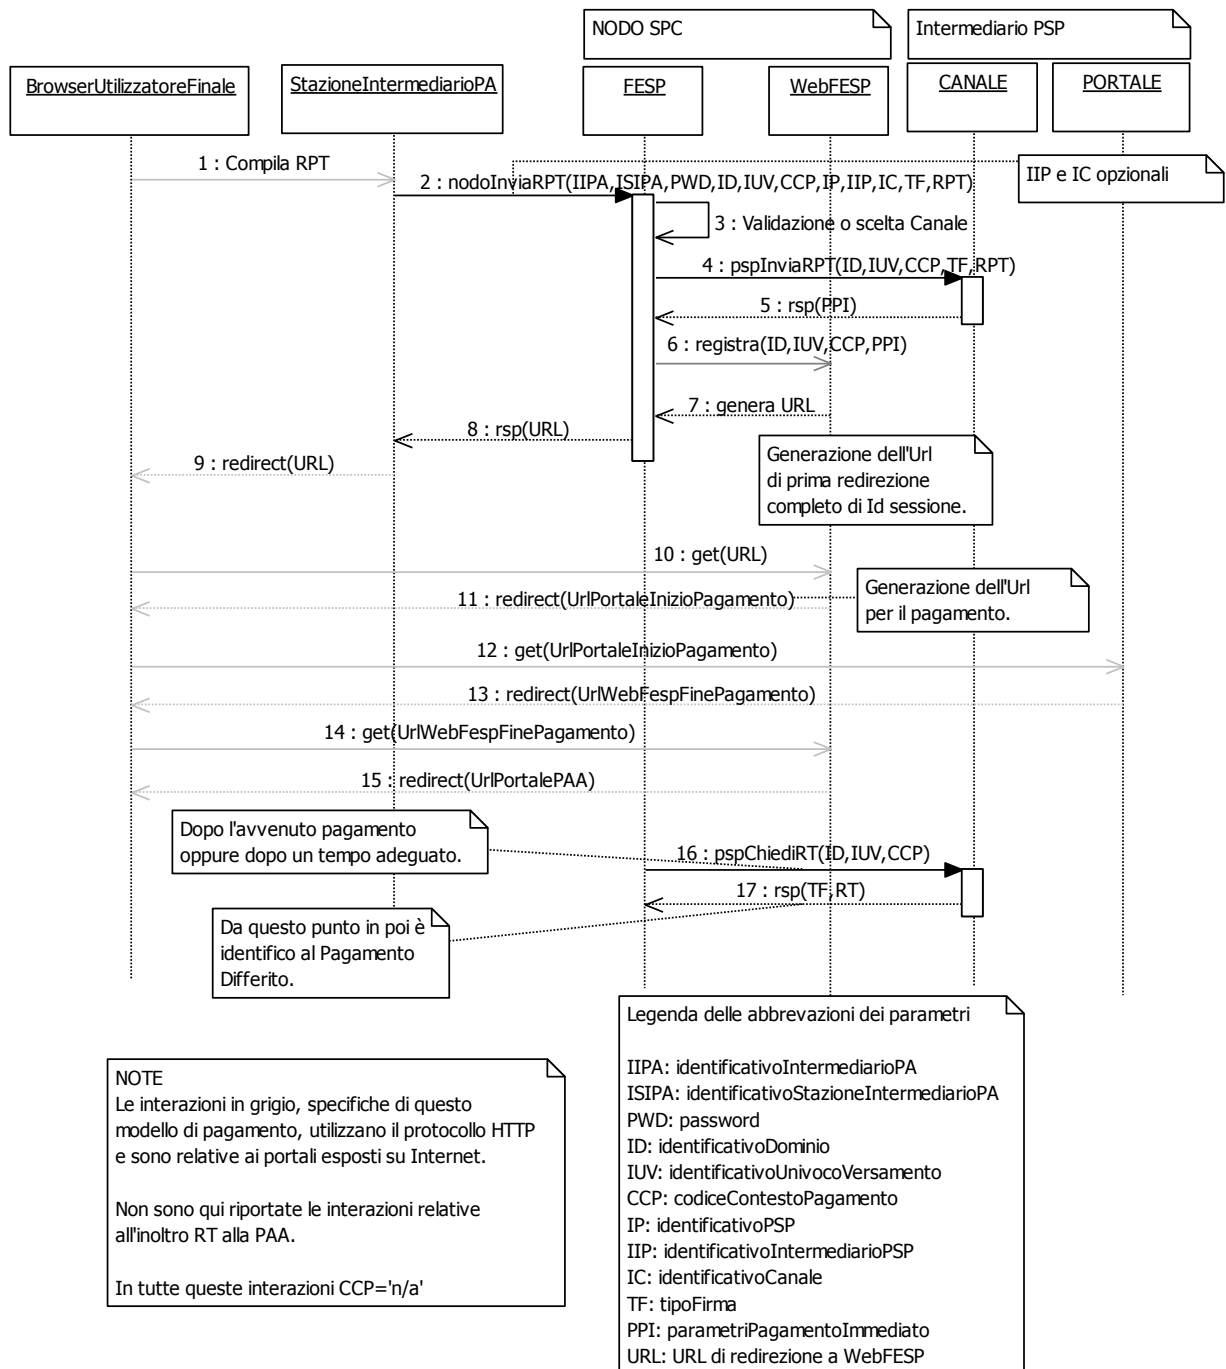 NODO SPC
Intermediario PSP
BrowserUtilizzatoreFinale
StazioneIntermediarioPA
FESP
WebFESP
CANALE
PORTALE
1 : Compila RPT
2 : nodoInviaRPT(IIPA,ISIPA,PWD,ID,IUV,CCP,IP,IIP,IC,TF,RPT)
IIP e IC opzionali
3 : Validazione o scelta Canale
4 : pspInviaRPT(ID,IUV,CCP,TF,RPT)
5 : rsp(PPI)
6 : registra(ID,IUV,CCP,PPI)
7 : genera URL
8 : rsp(URL)
9 : redirect(URL)
Generazione dell'Url
di prima redirezione
completo di Id sessione.
10 : get(URL)
11 : redirect(UrlPortaleInizioPagamento)
Generazione dell'Url
per il pagamento.
12 : get(UrlPortaleInizioPagamento)
13 : redirect(UrlWebFespFinePagamento)
14 : get(UrlWebFespFinePagamento)
15 : redirect(UrlPortalePAA)
Dopo l'avvenuto pagamento
oppure dopo un tempo adeguato.
16 : pspChiediRT(ID,IUV,CCP)
17 : rsp(TF,RT)
Da questo punto in poi è
identifico al Pagamento
Differito.
NOTE
Le interazioni in grigio, specifiche di questo
modello di pagamento, utilizzano il protocollo HTTP
e sono relative ai portali esposti su Internet.
Non sono qui riportate le interazioni relative
all'inoltro RT alla PAA.
In tutte queste interazioni CCP='n/a'
Legenda delle abbrevazioni dei parametri
IIPA: identificativoIntermediarioPA
ISIPA: identificativoStazioneIntermediarioPA
PWD: password
ID: identificativoDominio
IUV: identificativoUnivocoVersamento
CCP: codiceContestoPagamento
IP: identificativoPSP
IIP: identificativoIntermediarioPSP
IC: identificativoCanale
TF: tipoFirma
PPI: parametriPagamentoImmediato
URL: URL di redirezione a WebFESP